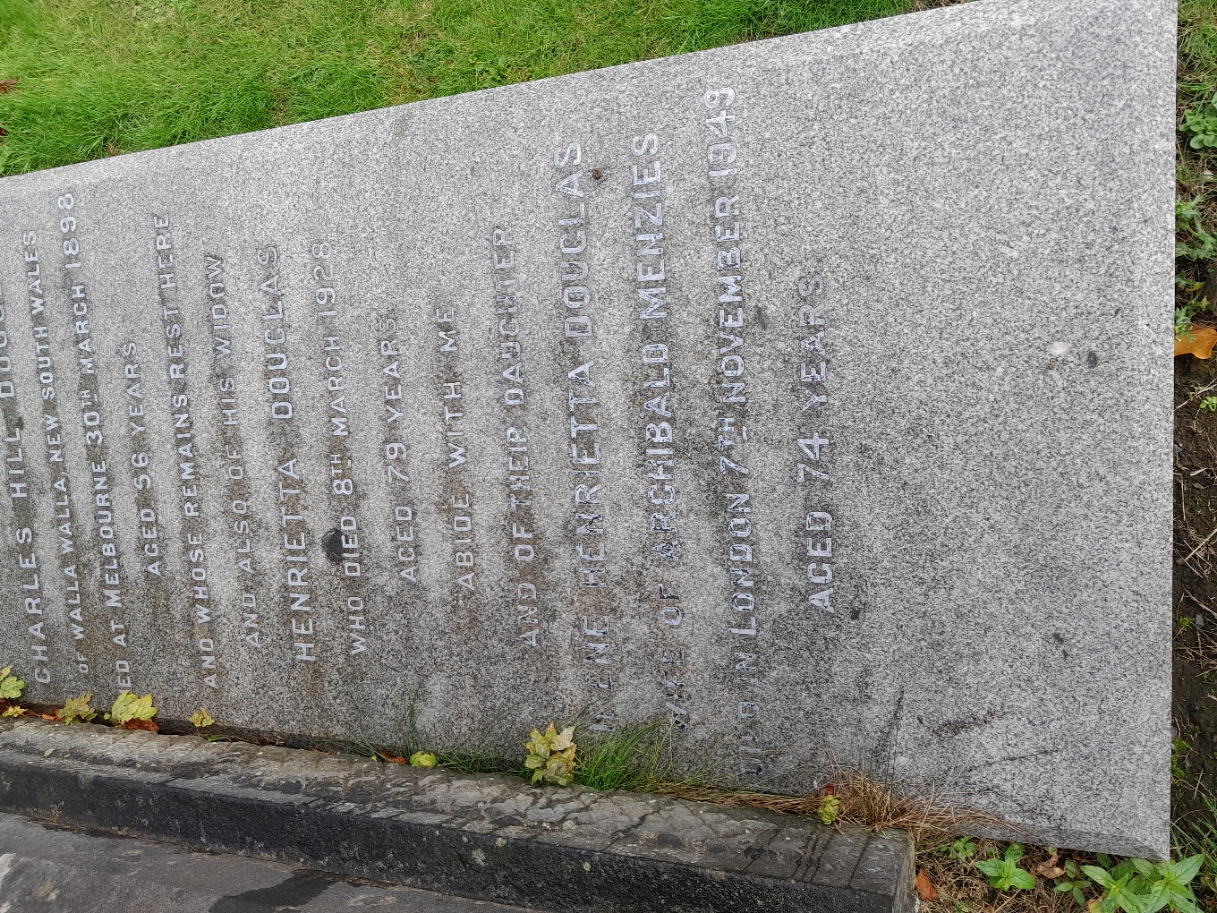 CHARLES HILL
OF WALLA WALLA NEW SOUTH WALES
ED AT MELBOURNE 30TH MARCH 1898
AGED 56 YEARS
AND WHOSE REMAINS REST HERE
AND ALSO OF HIS WIDOW
HENRIETTA DOUGLAS
WHO DIED 8TH MARCH 1928
AGED 79 YEARS
ABIDE WITH ME
AND OF THEIR DAUGHTER
HENRIETTA DOUGLAS
WIFE OF ARCHIBALD MENZIES
DIED IN LONDON 7TH NOVEMBER 1949
AGED 74 YEARS